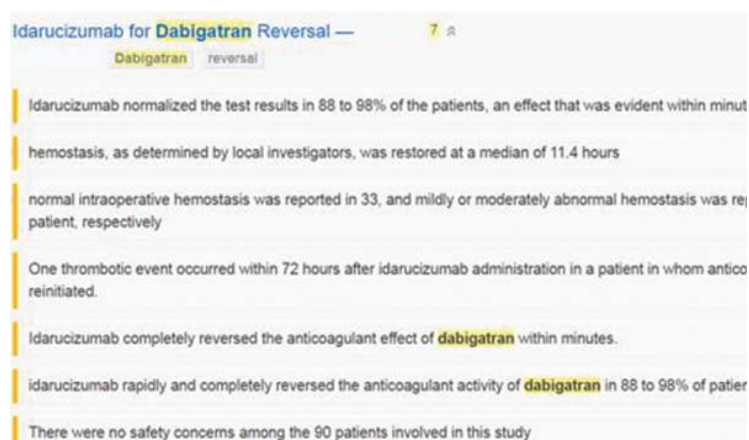 Idarucizumab for Dabigatran Reversal — 7
Dabigatran reversal
Idarucizumab normalized the test results in 88 to 98% of the patients, an effect that was evident within minut
hemostasis, as determined by local investigators, was restored at a median of 11.4 hours
normal intraoperative hemostasis was reported in 33, and mildly or moderately abnormal hemostasis was rep
patient, respectively
One thrombotic event occurred within 72 hours after idarucizumab administration in a patient in whom antico
reinitiated.
Idarucizumab completely reversed the anticoagulant effect of dabigatran within minutes.
idarucizumab rapidly and completely reversed the anticoagulant activity of dabigatran in 88 to 98% of patien
There were no safety concerns among the 90 patients involved in this study